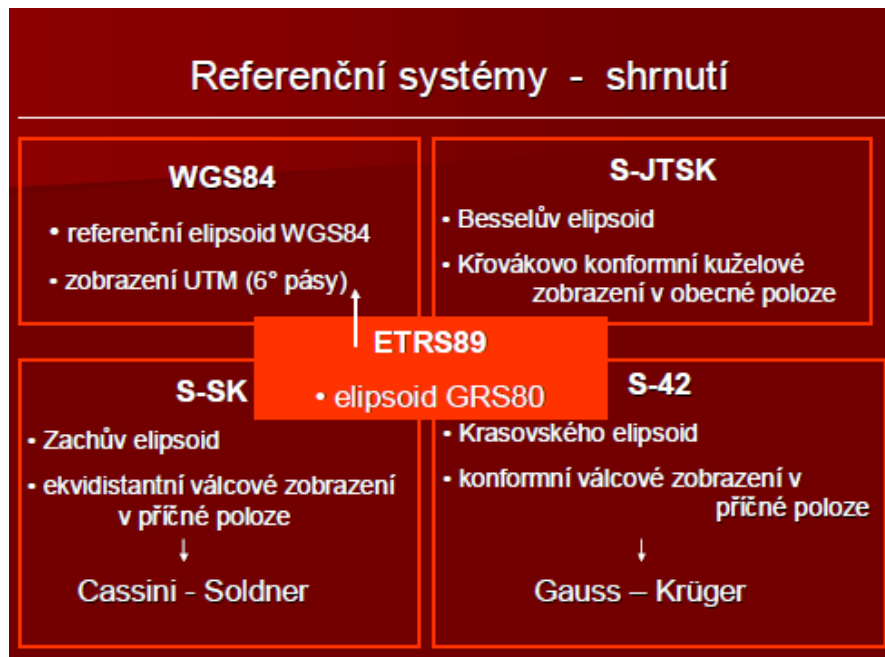 Referenční systémy - shrnutí
WGS84
• referenční elipsoid WGS84
• zobrazení UTM (6° pásy)
S-JTSK
• Besselův elipsoid
• Křovákovo konformní kuželové
zobrazení v obecné poloze
ETRS89
• elipsoid GRS80
S-SK
• Zachův elipsoid
• ekvidistantní válcové zobrazení
v příčné poloze
Cassini - Soldner
S-42
• Krasovského elipsoid
• konformní válcové zobrazení v
příčné poloze
Gauss – Krüger